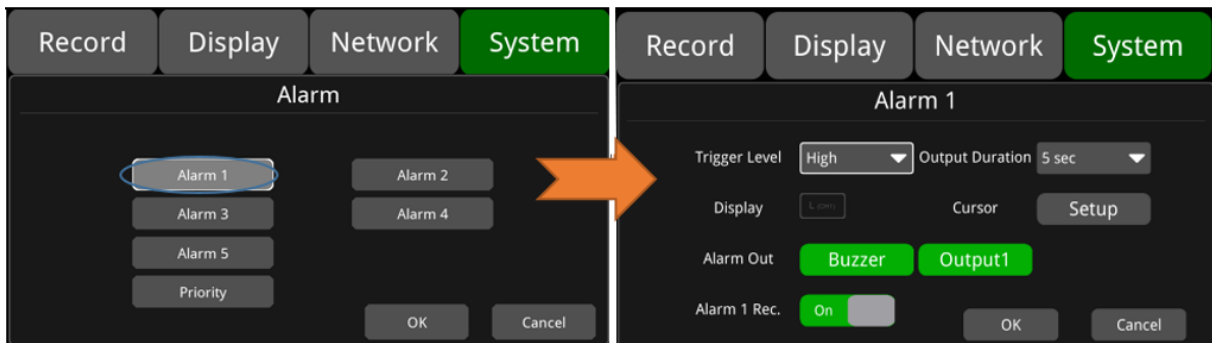 Record Display Network System
Alarm
Alarm 1 Alarm 2
Alarm 3 Alarm 4
Alarm 5
Priority
OK Cancel
Record Display Network System
Alarm 1
Trigger Level High Output Duration 5 sec
Display Cursor Setup
Alarm Out Buzzer Output1
Alarm 1 Rec. On
OK Cancel